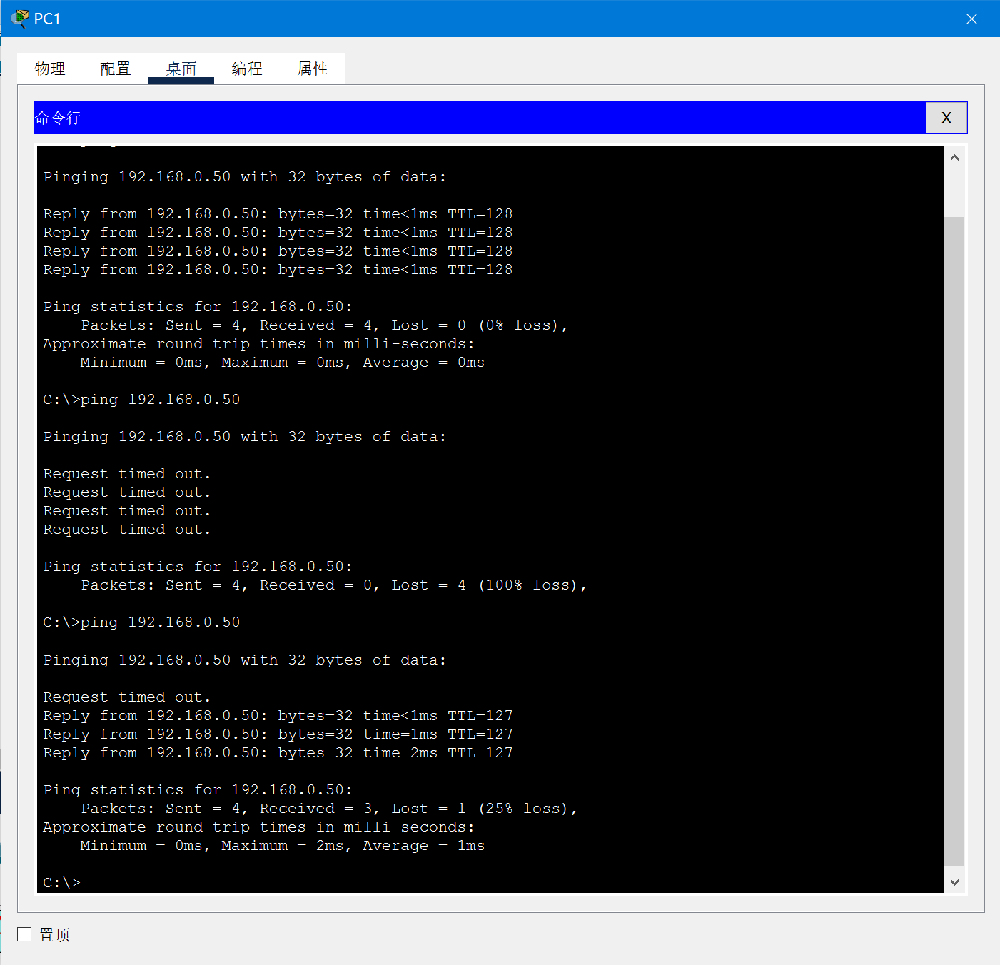 PC1
物理 配置 桌面 编程 属性
命令行 X
Pinging 192.168.0.50 with 32 bytes of data:
Reply from 192.168.0.50: bytes=32 time<1ms TTL=128
Reply from 192.168.0.50: bytes=32 time<1ms TTL=128
Reply from 192.168.0.50: bytes=32 time<1ms TTL=128
Reply from 192.168.0.50: bytes=32 time<1ms TTL=128
Ping statistics for 192.168.0.50:
Packets: Sent = 4, Received = 4, Lost = 0 (0% loss),
Approximate round trip times in milli-seconds:
Minimum = 0ms, Maximum = 0ms, Average = 0ms
C:\>ping 192.168.0.50
Pinging 192.168.0.50 with 32 bytes of data:
Request timed out.
Request timed out.
Request timed out.
Request timed out.
Ping statistics for 192.168.0.50:
Packets: Sent = 4, Received = 0, Lost = 4 (100% loss),
C:\>ping 192.168.0.50
Pinging 192.168.0.50 with 32 bytes of data:
Request timed out.
Reply from 192.168.0.50: bytes=32 time<1ms TTL=127
Reply from 192.168.0.50: bytes=32 time=1ms TTL=127
Reply from 192.168.0.50: bytes=32 time=2ms TTL=127
Ping statistics for 192.168.0.50:
Packets: Sent = 4, Received = 3, Lost = 1 (25% loss),
Approximate round trip times in milli-seconds:
Minimum = 0ms, Maximum = 2ms, Average = 1ms
C:\>
置顶